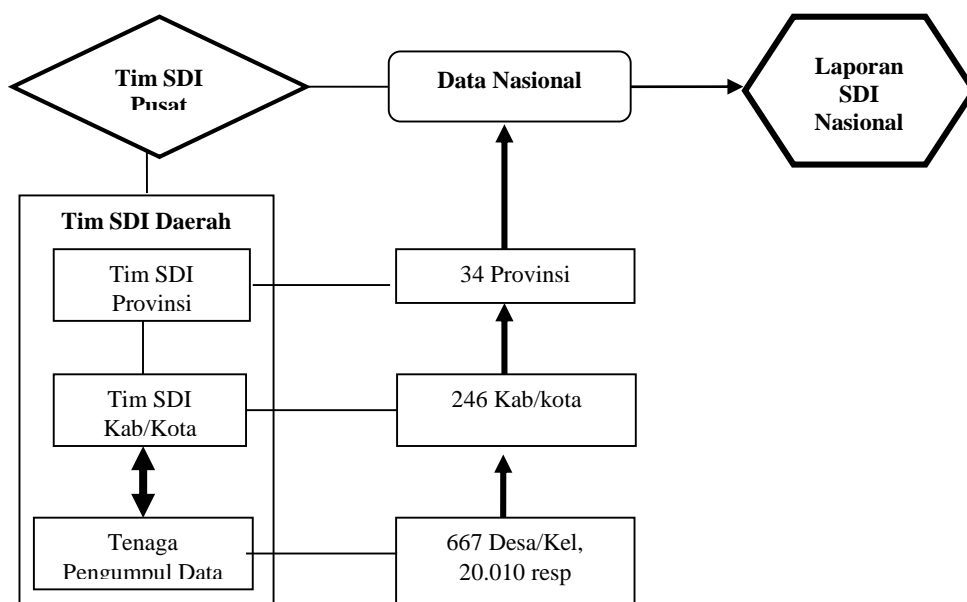 Tim SDI
Pusat
Data Nasional
Laporan
SDI
Nasional
Tim SDI Daerah
Tim SDI
Provinsi
34 Provinsi
Tim SDI
Kab/Kota
246 Kab/kota
Tenaga
Pengumpul Data
667 Desa/Kel,
20.010 resp